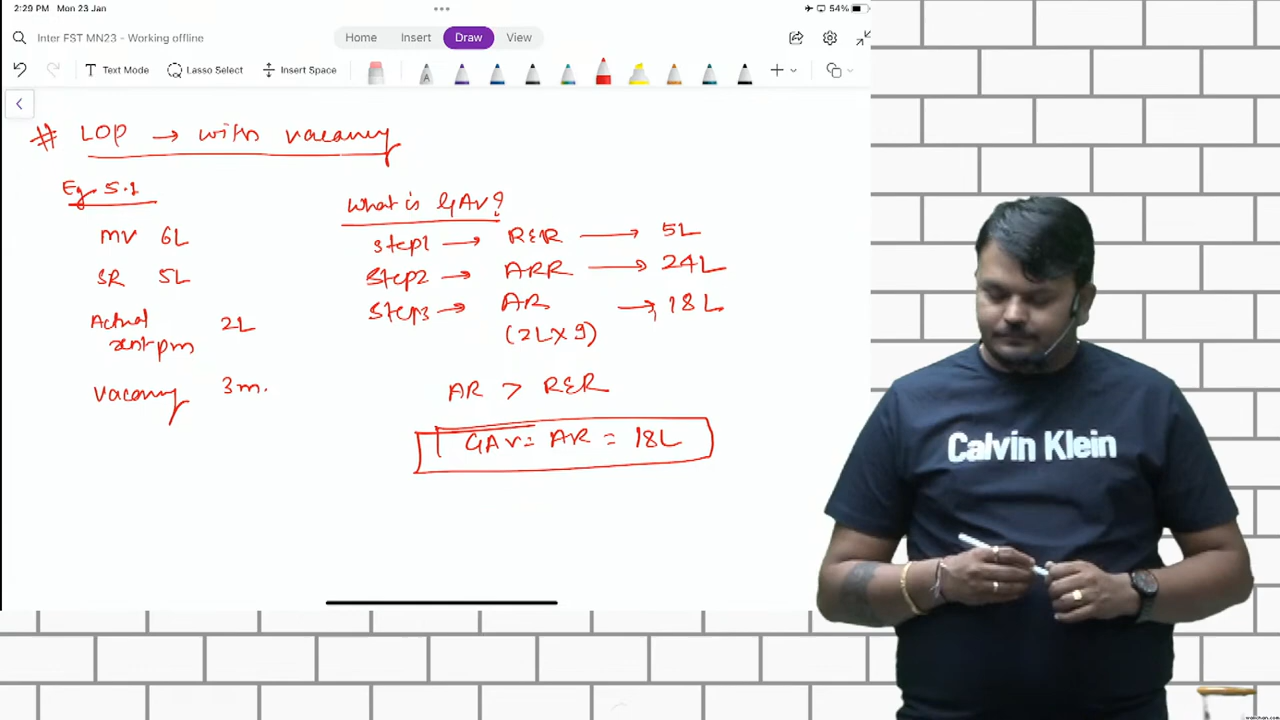 2:29 PM Mon 23 Jan
54%
Inter FST MN23 - Working offline
Home Insert Draw View
Text Mode Lasso Select Insert Space
# LOP → with vacancy
Eg. 5.1
MV 6L
SR 5L
Actual rent pm 2L
Vacancy 3m.
What is GAV?
Step1 → RER → 5L
Step2 → ARR → 24L
Step3 → AR → 18L
(2L×9)
AR > RER
GAV = AR = 18L
Calvin Klein